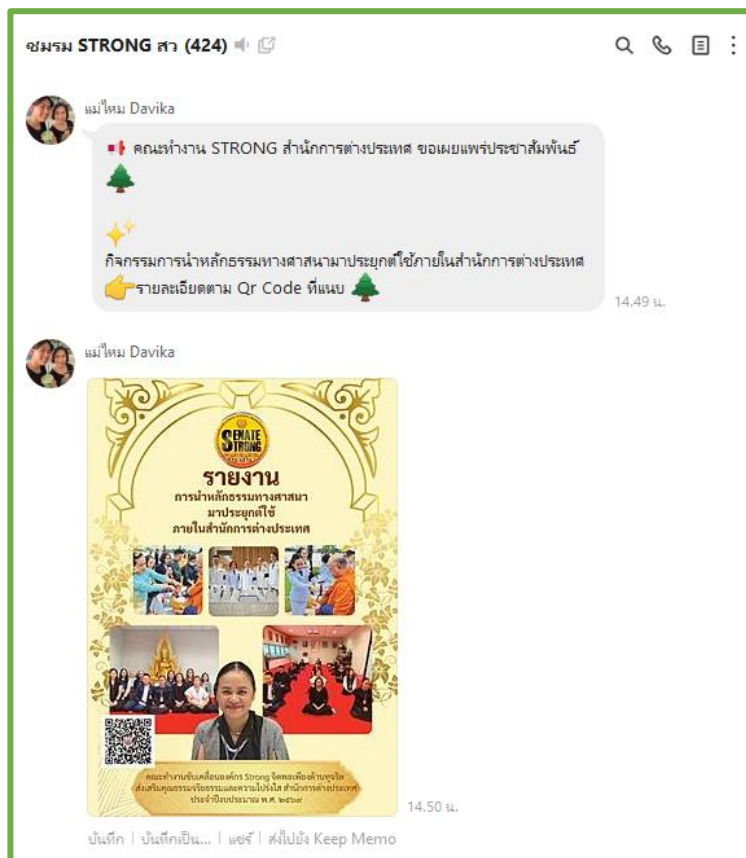 ชมรม STRONG สว (424)
แม่ไหม Davika
คณะทำงาน STRONG สำนักการต่างประเทศ ขอเผยแพร่ประชาสัมพันธ์
กิจกรรมการนำหลักธรรมทางศาสนามาประยุกต์ใช้ภายในสำนักการต่างประเทศ
รายละเอียดตาม Qr Code ที่แนบ
14.49 น.
แม่ไหม Davika
SENATE
STRONG
รายงาน
การนำหลักธรรมทางศาสนา
มาประยุกต์ใช้
ภายในสำนักการต่างประเทศ
คณะทำงานขับเคลื่อนองค์กร Strong จิตพอเพียงต้านทุจริต
ส่งเสริมคุณธรรมจริยธรรมและความโปร่งใส สำนักการต่างประเทศ
ประจำปีงบประมาณ พ.ศ. ๒๕๖๙
14.50 น.
บันทึก | บันทึกเป็น... | แชร์ | ส่งไปยัง Keep Memo